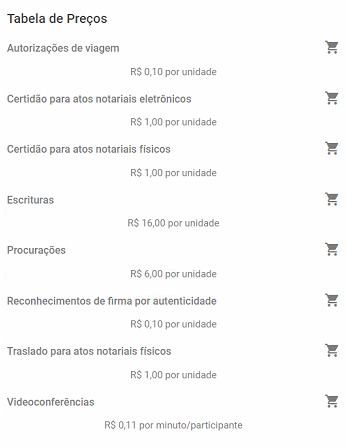 Tabela de Preços
Autorizações de viagem
R$ 0,10 por unidade
Certidão para atos notariais eletrônicos
R$ 1,00 por unidade
Certidão para atos notariais físicos
R$ 1,00 por unidade
Escrituras
R$ 16,00 por unidade
Procurações
R$ 6,00 por unidade
Reconhecimentos de firma por autenticidade
R$ 0,10 por unidade
Traslado para atos notariais físicos
R$ 1,00 por unidade
Videoconferências
R$ 0,11 por minuto/participante